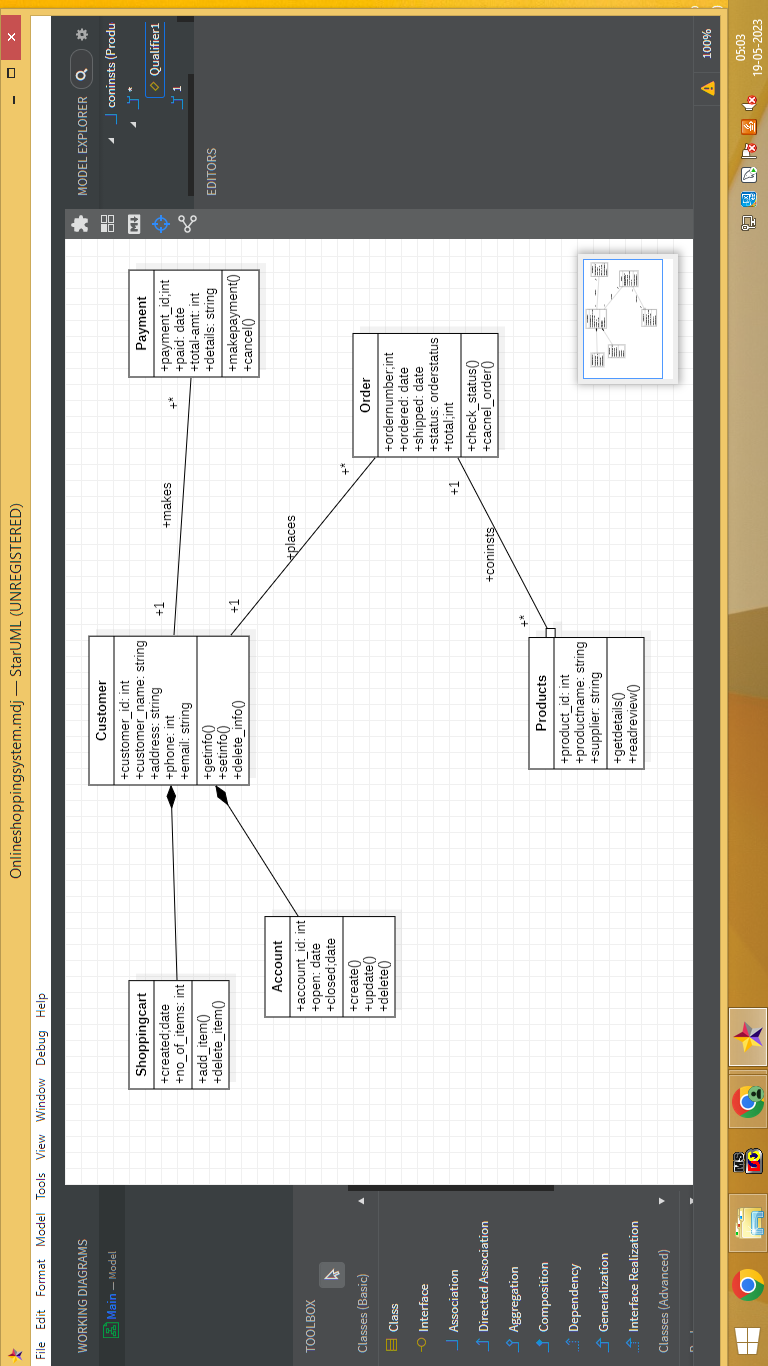 Onlineshoppingsystem.mdj — StarUML (UNREGISTERED)
File Edit Format Model Tools View Window Debug Help
WORKING DIAGRAMS
Main — Model
TOOLBOX
Classes (Basic)
Class
Interface
Association
Directed Association
Aggregation
Composition
Dependency
Generalization
Interface Realization
Classes (Advanced)
Shoppingcart
+created;date
+no_of_items: int
+add_item()
+delete_item()
Account
+account_id: int
+open: date
+closed;date
+create()
+update()
+delete()
Customer
+customer_id: int
+customer_name: string
+address: string
+phone: int
+email: string
+getinfo()
+setinfo()
+delete_info()
+1
+makes
+*
+1
+places
+*
Payment
+payment_id;int
+paid: date
+total-amt: int
+details: string
+makepayment()
+cancel()
Order
+ordernumber;int
+ordered: date
+shipped: date
+status: orderstatus
+total;int
+check_status()
+cacnel_order()
+1
+coninsts
+*
Products
+product_id: int
+productname: string
+supplier: string
+getdetails()
+readreview()
MODEL EXPLORER
coninsts (Produ
*
Qualifier1
1
EDITORS
100%
05:03
19-05-2023